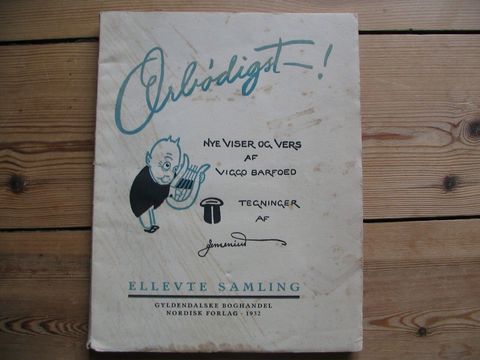 Ærbødigst—!
NYE VISER OG VERS
AF
VIGGO BARFOED
TEGNINGER
AF
ELLEVTE SAMLING
GYLDENDALSKE BOGHANDEL
NORDISK FORLAG - 1932